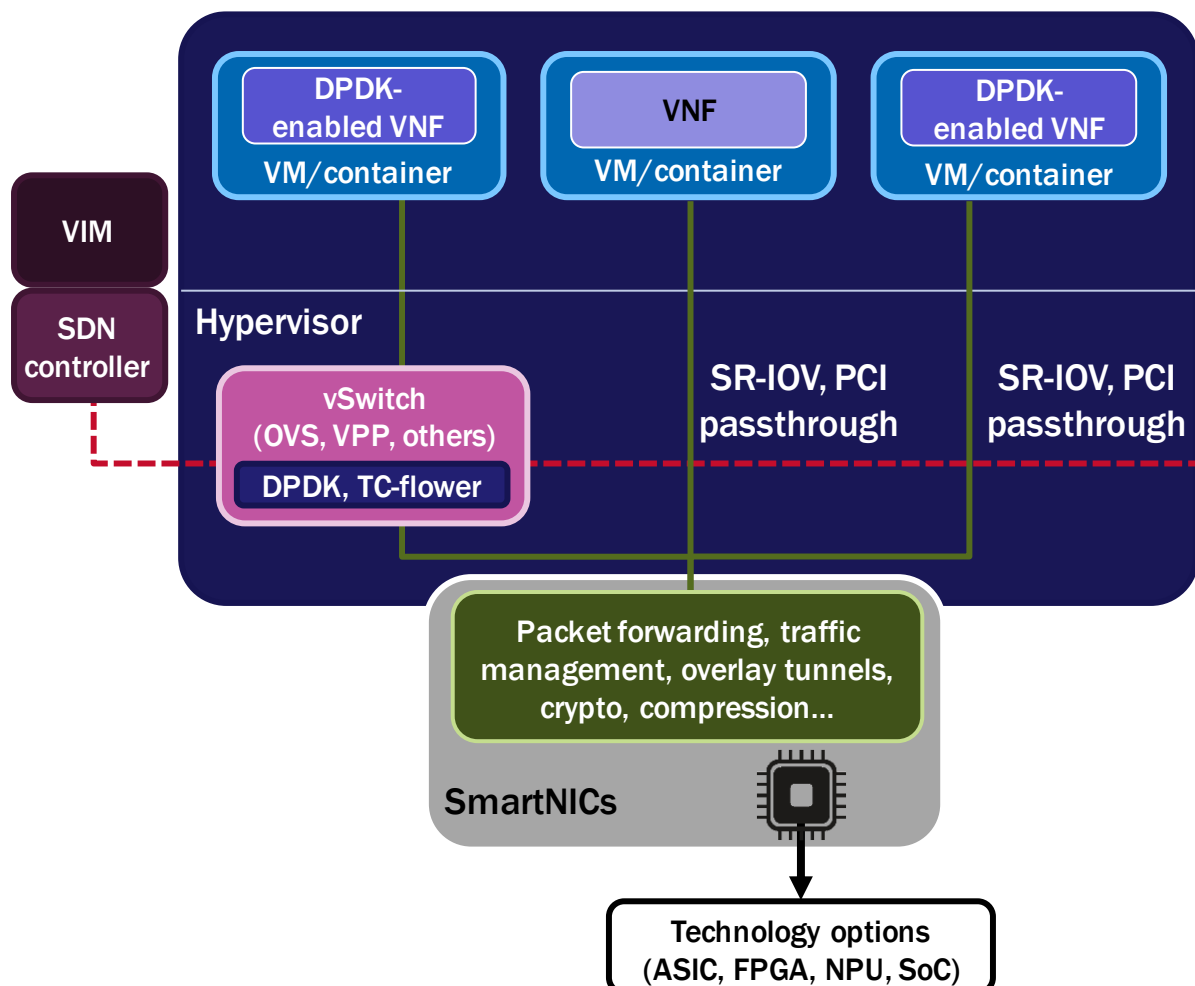 DPDK-
enabled VNF
VM/container
VNF
VM/container
DPDK-
enabled VNF
VM/container
VIM
SDN
controller
Hypervisor
vSwitch
(OVS, VPP, others)
DPDK, TC-flower
SR-IOV, PCI
passthrough
SR-IOV, PCI
passthrough
Packet forwarding, traffic
management, overlay tunnels,
crypto, compression...
SmartNICs
Technology options
(ASIC, FPGA, NPU, SoC)